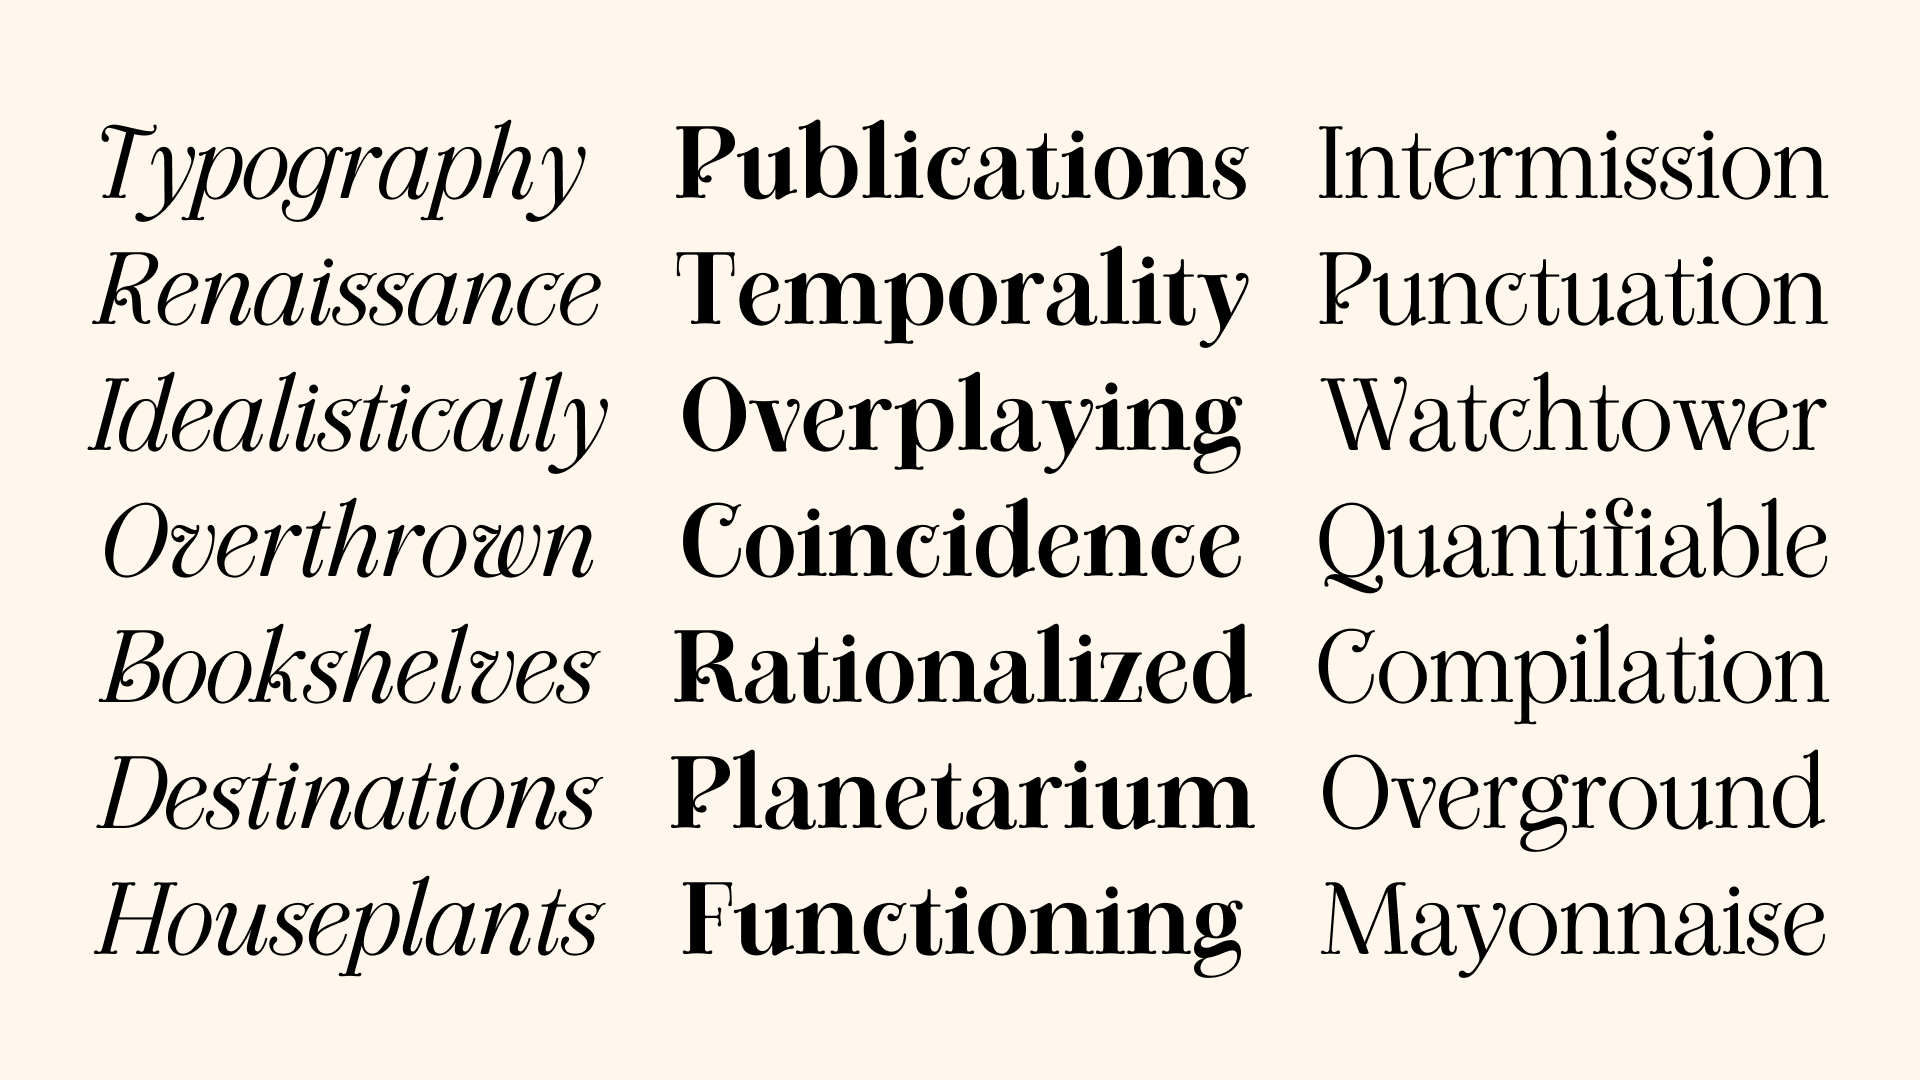 Typography Publications Intermission
Renaissance Temporality Punctuation
Idealistically Overplaying Watchtower
Overthrown Coincidence Quantifiable
Bookshelves Rationalized Compilation
Destinations Planetarium Overground
Houseplants Functioning Mayonnaise